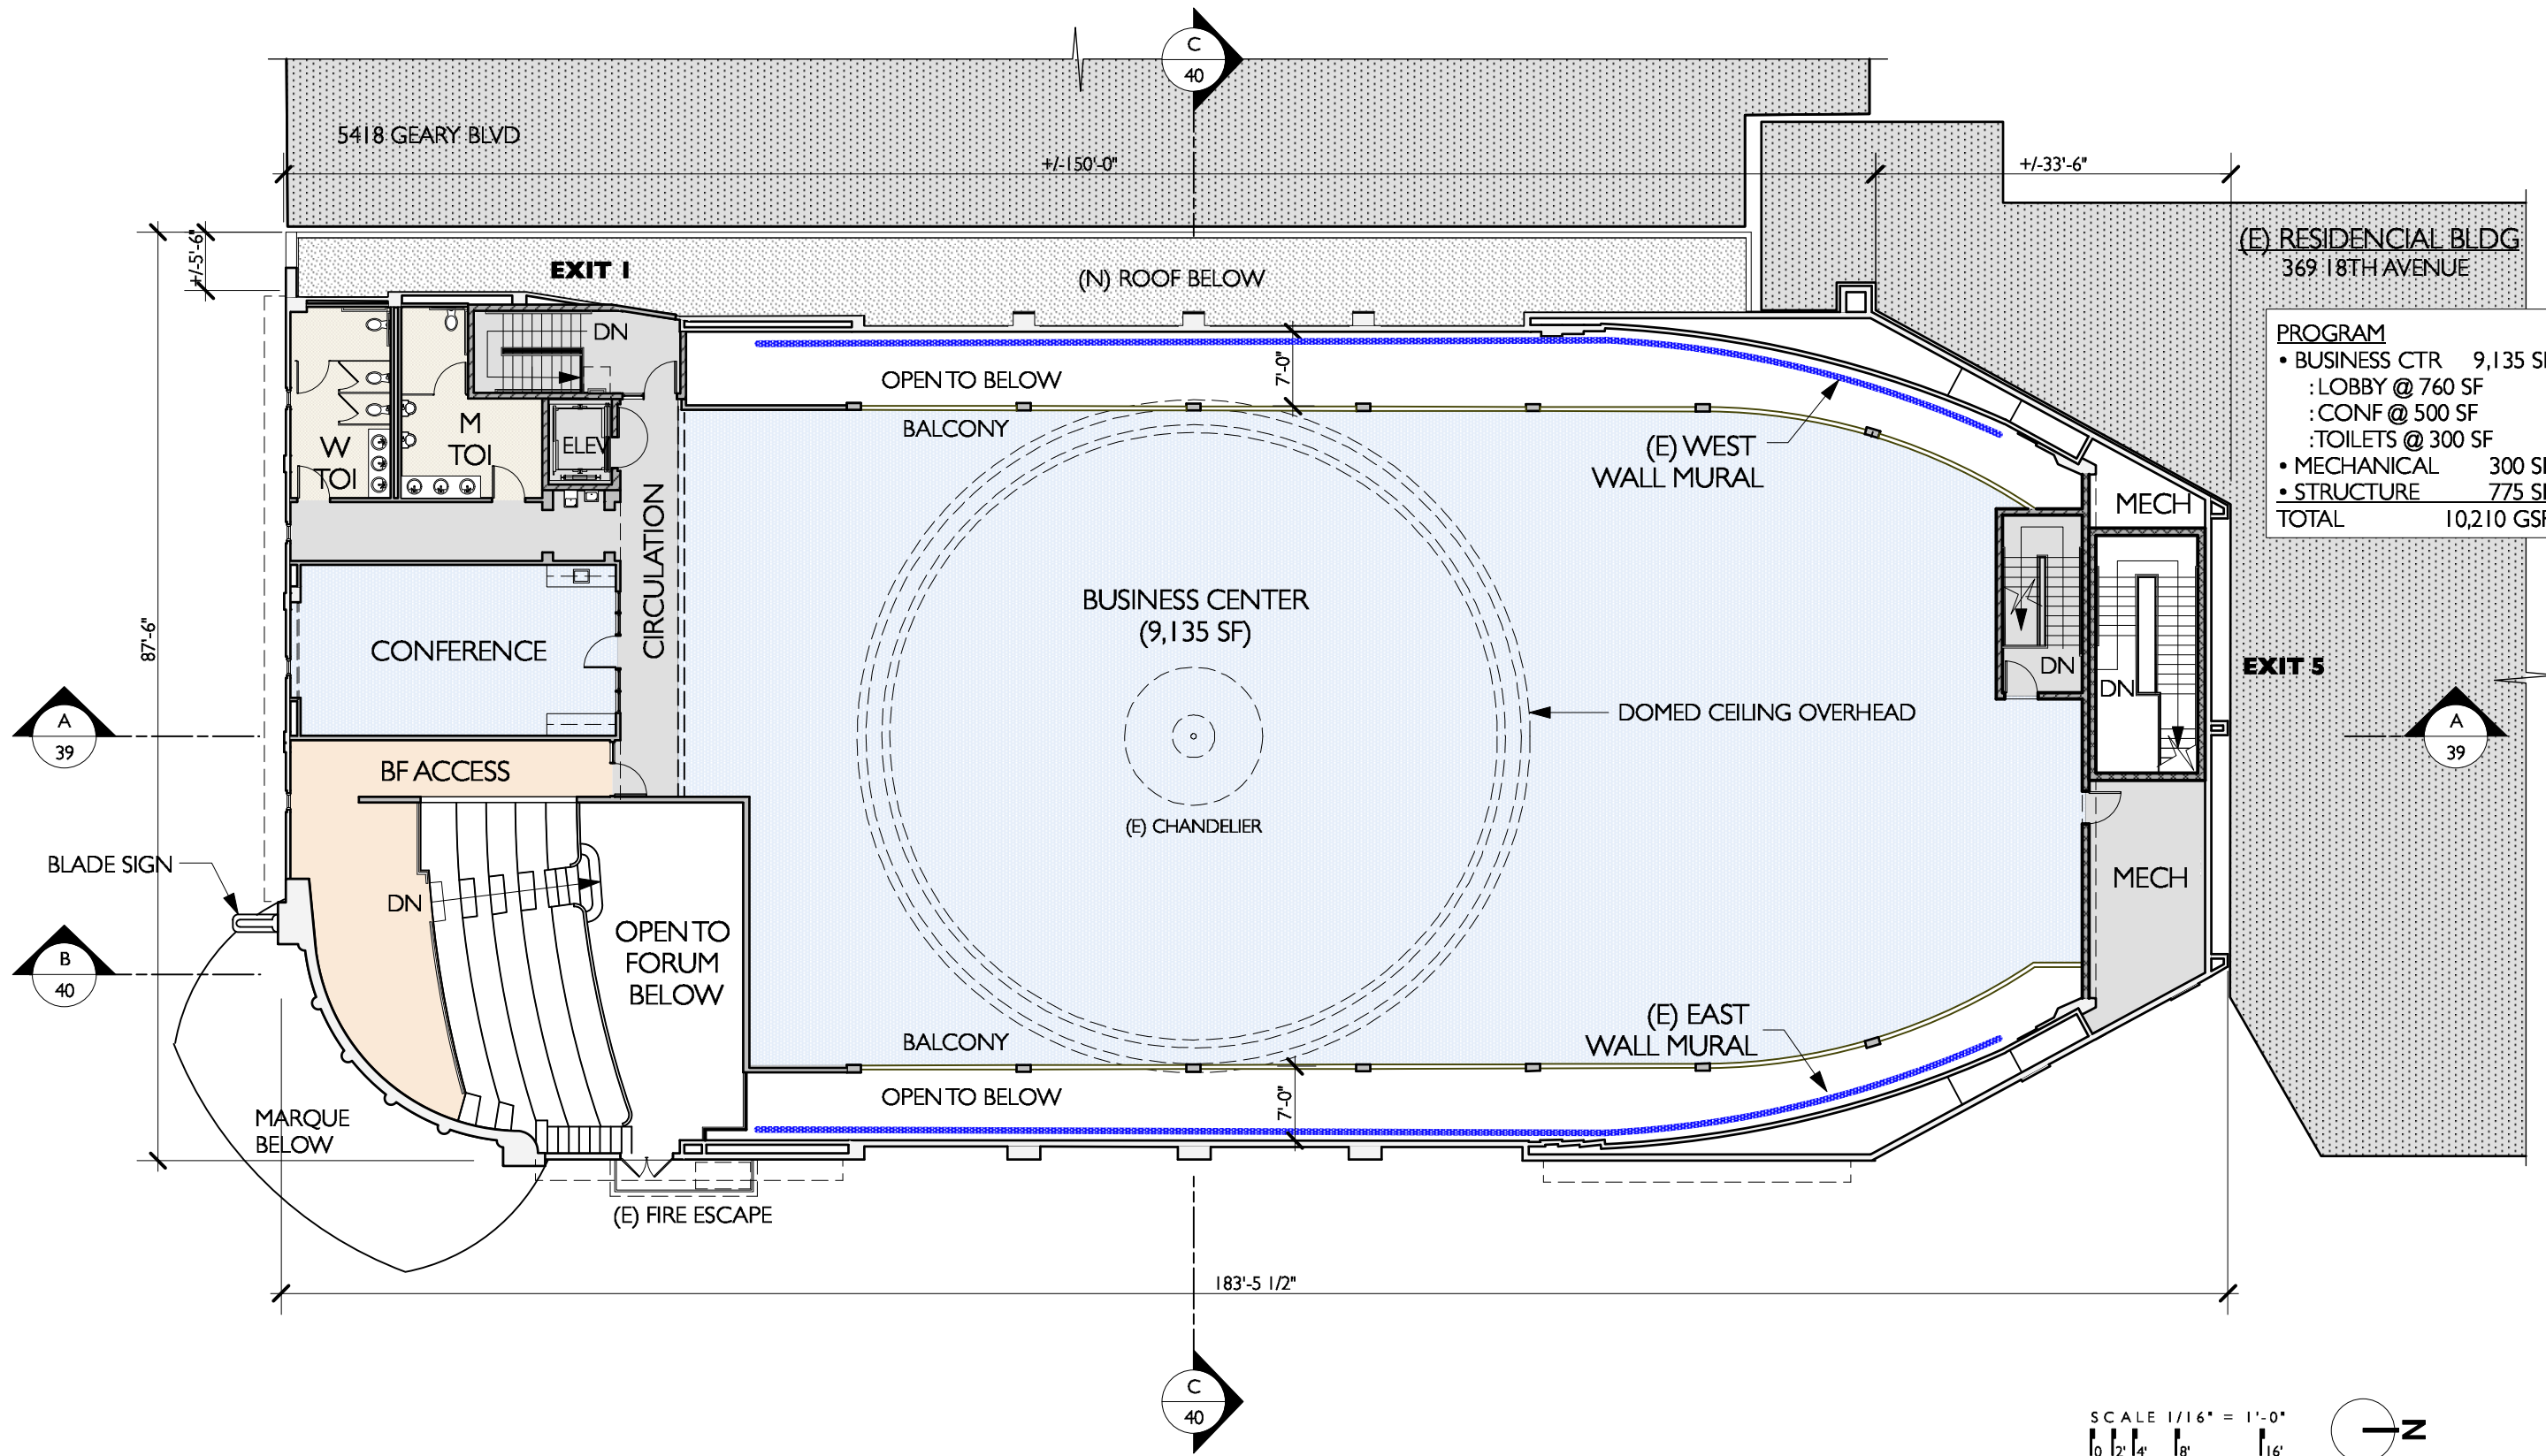 C
40
5418 GEARY BLVD
+/-150'-0"
+/-33'-6"
+/-5'-6"
EXIT 1
(N) ROOF BELOW
(E) RESIDENCIAL BLDG
369 18TH AVENUE
DN
7'-0"
OPEN TO BELOW
BALCONY
PROGRAM
• BUSINESS CTR 9,135
: LOBBY @ 760 SF
: CONF @ 500 SF
: TOILETS @ 300 SF
• MECHANICAL 300
• STRUCTURE 775
TOTAL 10,210
W
TOI
M
TOI
ELEV
(E) WEST
WALL MURAL
MECH
CIRCULATION
87'-6"
CONFERENCE
BUSINESS CENTER
(9,135 SF)
DN
DN
EXIT 5
A
39
DOMED CEILING OVERHEAD
A
39
BF ACCESS
(E) CHANDELIER
BLADE SIGN
DN
MECH
OPEN TO
FORUM
BELOW
B
40
(E) EAST
WALL MURAL
BALCONY
OPEN TO BELOW
7'-0"
MARQUE
BELOW
(E) FIRE ESCAPE
183'-5 1/2"
C
40
SCALE 1/16" = 1'-0"
0 2' 4' 8' 16'
N